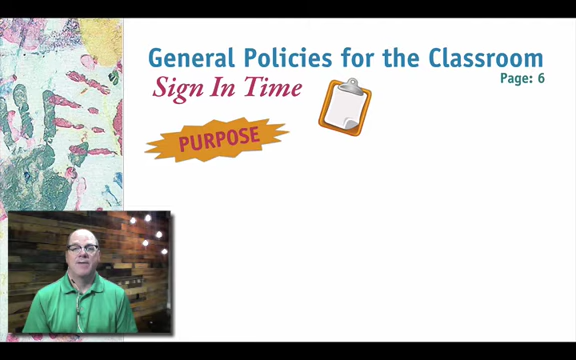 General Policies for the Classroom
Sign In Time
Page: 6
PURPOSE